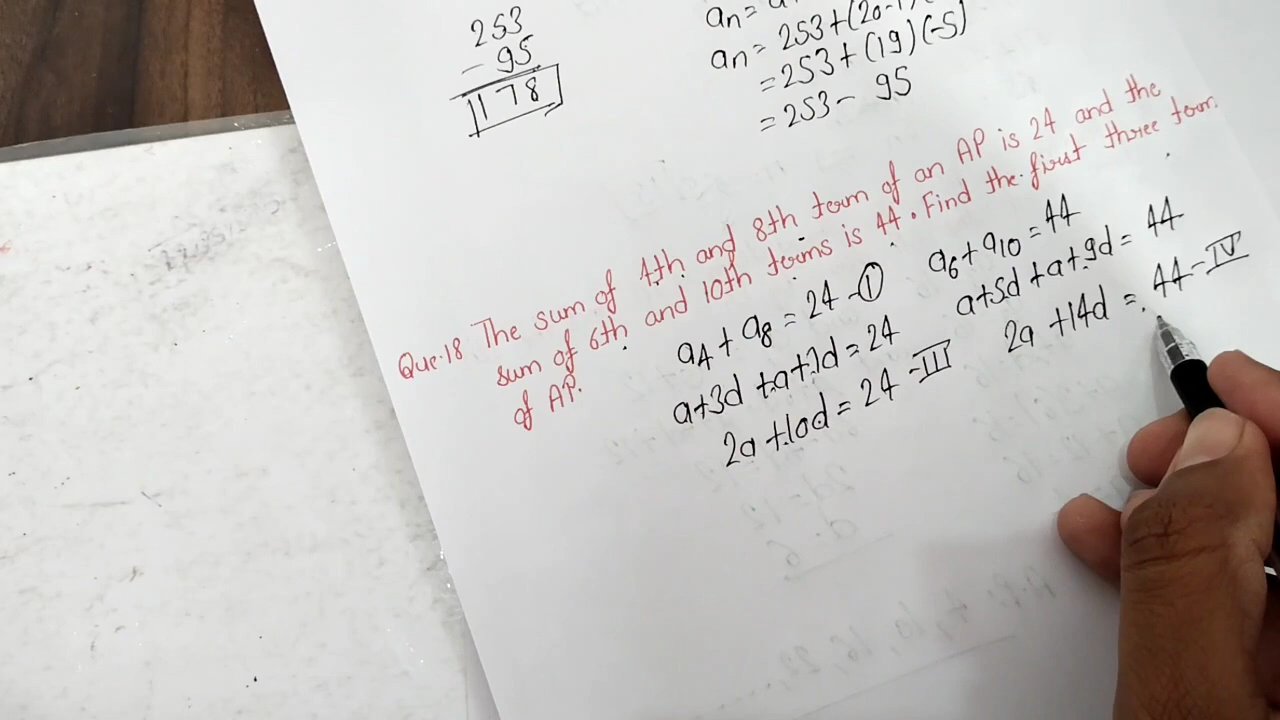 253
- 95
1178
an =
an = 253+(20-1)
= 253+(19)(-5)
= 253- 95
Que.18 The sum of 4th and 8th term of an AP is 24 and the
sum of 6th and 10th terms is 44. Find the first three term.
of AP.
a4 + a8 = 24 -①
a+3d +a+7d = 24
2a +10d = 24 -III
a6+a10 = 44
a+5d +a+9d = 44
2a +14d = 44 -IV